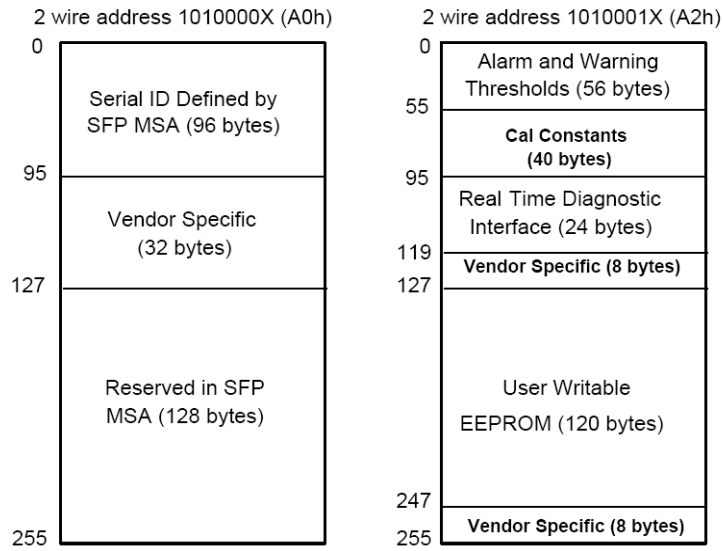 2 wire address 1010000X (A0h)
0
Serial ID Defined by
SFP MSA (96 bytes)
95
Vendor Specific
(32 bytes)
127
Reserved in SFP
MSA (128 bytes)
255
2 wire address 1010001X (A2h)
0
Alarm and Warning
Thresholds (56 bytes)
55
Cal Constants
(40 bytes)
95
Real Time Diagnostic
Interface (24 bytes)
119
Vendor Specific (8 bytes)
127
User Writable
EEPROM (120 bytes)
247
Vendor Specific (8 bytes)
255